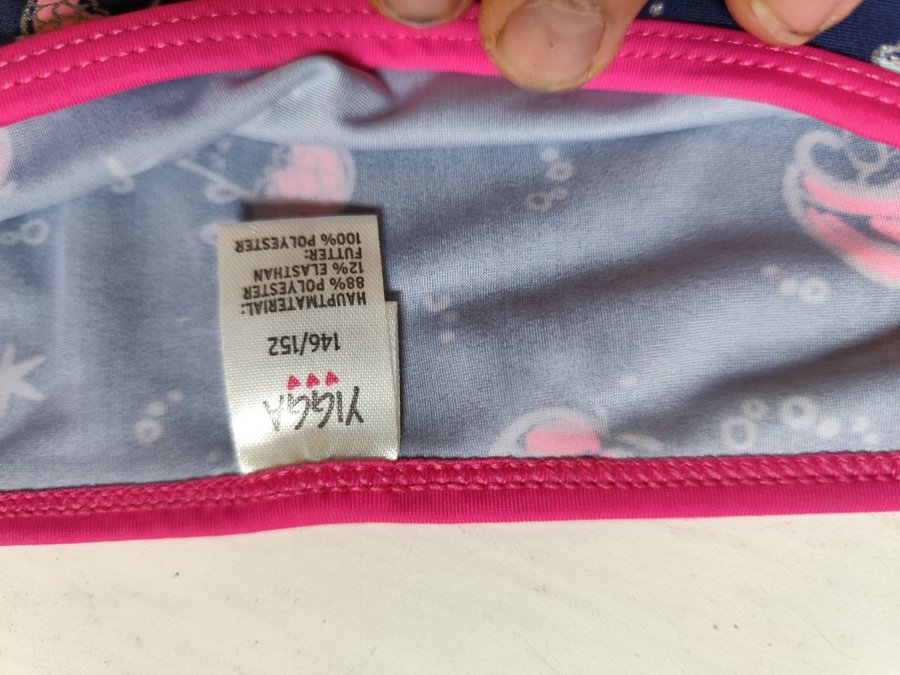 YIGGA
146/152
HAUPTMATERIAL:
88% POLYESTER
12% ELASTHAN
FUTTER:
100% POLYESTER